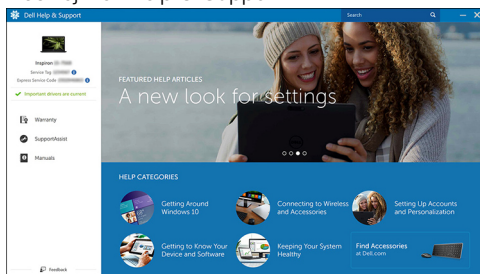 Dell Help & Support
Search
Inspiron
Service Tag
Express Service Code
Important drivers are current
Warranty
SupportAssist
Manuals
Feedback
FEATURED HELP ARTICLES
A new look for settings
HELP CATEGORIES
Getting Around
Windows 10
Connecting to Wireless
and Accessories
Setting Up Accounts
and Personalization
Getting to Know Your
Device and Software
Keeping Your System
Healthy
Find Accessories
at Dell.com